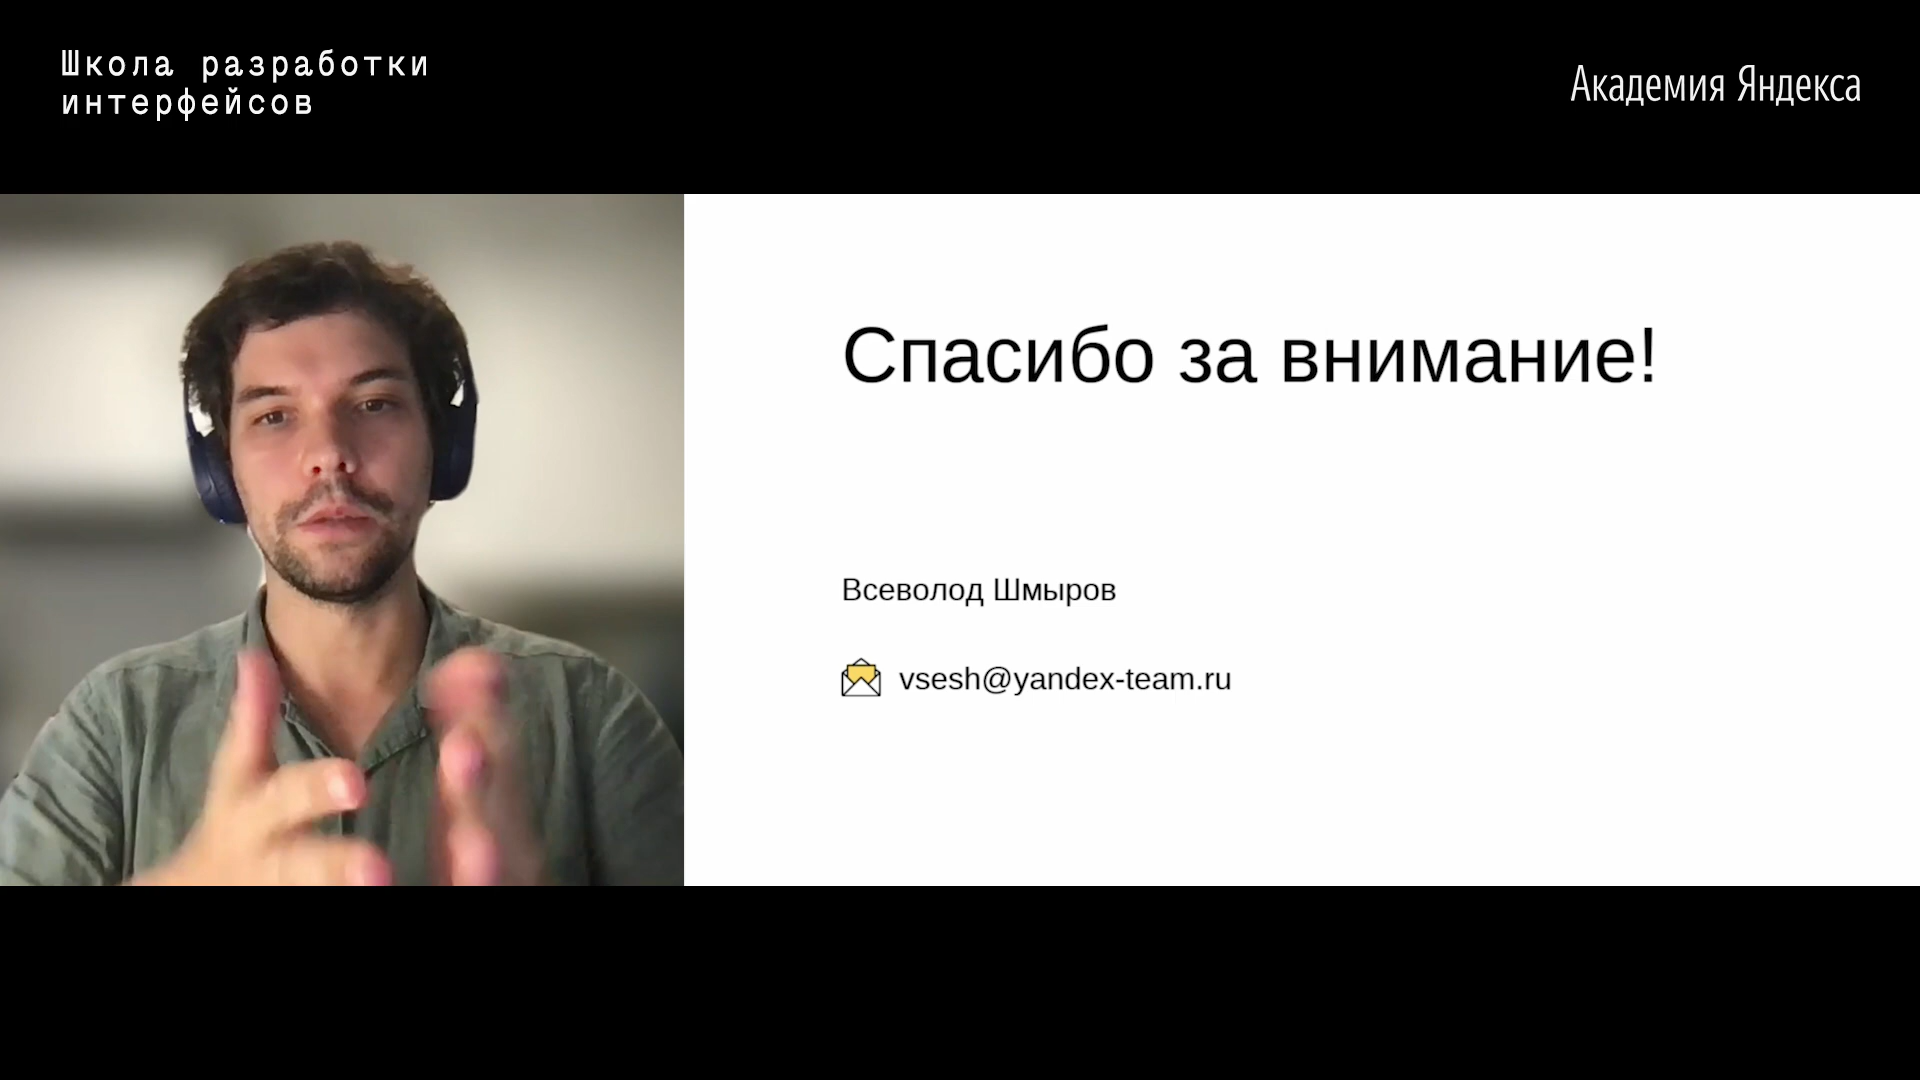 Школа разработки
интерфейсов
Академия Яндекса
Спасибо за внимание!
Всеволод Шмыров
vsesh@yandex-team.ru